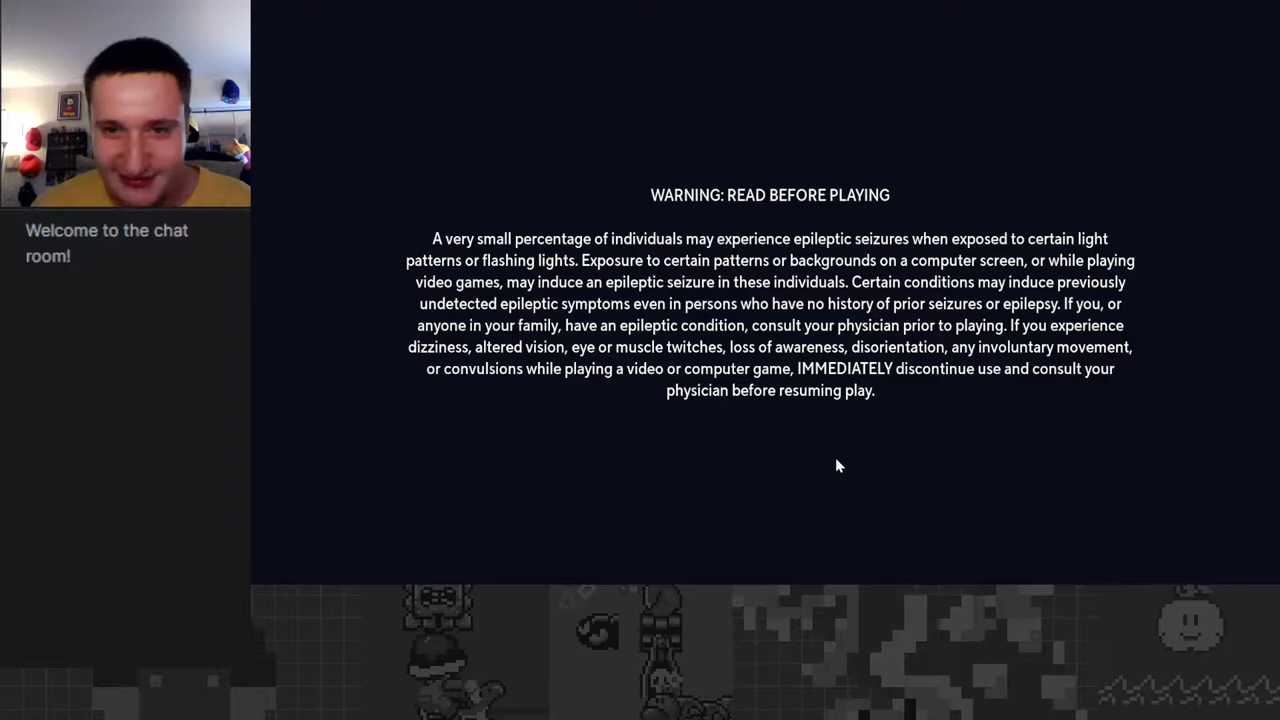 Welcome to the chat
room!
WARNING: READ BEFORE PLAYING
A very small percentage of individuals may experience epileptic seizures when exposed to certain light
patterns or flashing lights. Exposure to certain patterns or backgrounds on a computer screen, or while playing
video games, may induce an epileptic seizure in these individuals. Certain conditions may induce previously
undetected epileptic symptoms even in persons who have no history of prior seizures or epilepsy. If you, or
anyone in your family, have an epileptic condition, consult your physician prior to playing. If you experience
dizziness, altered vision, eye or muscle twitches, loss of awareness, disorientation, any involuntary movement,
or convulsions while playing a video or computer game, IMMEDIATELY discontinue use and consult your
physician before resuming play.